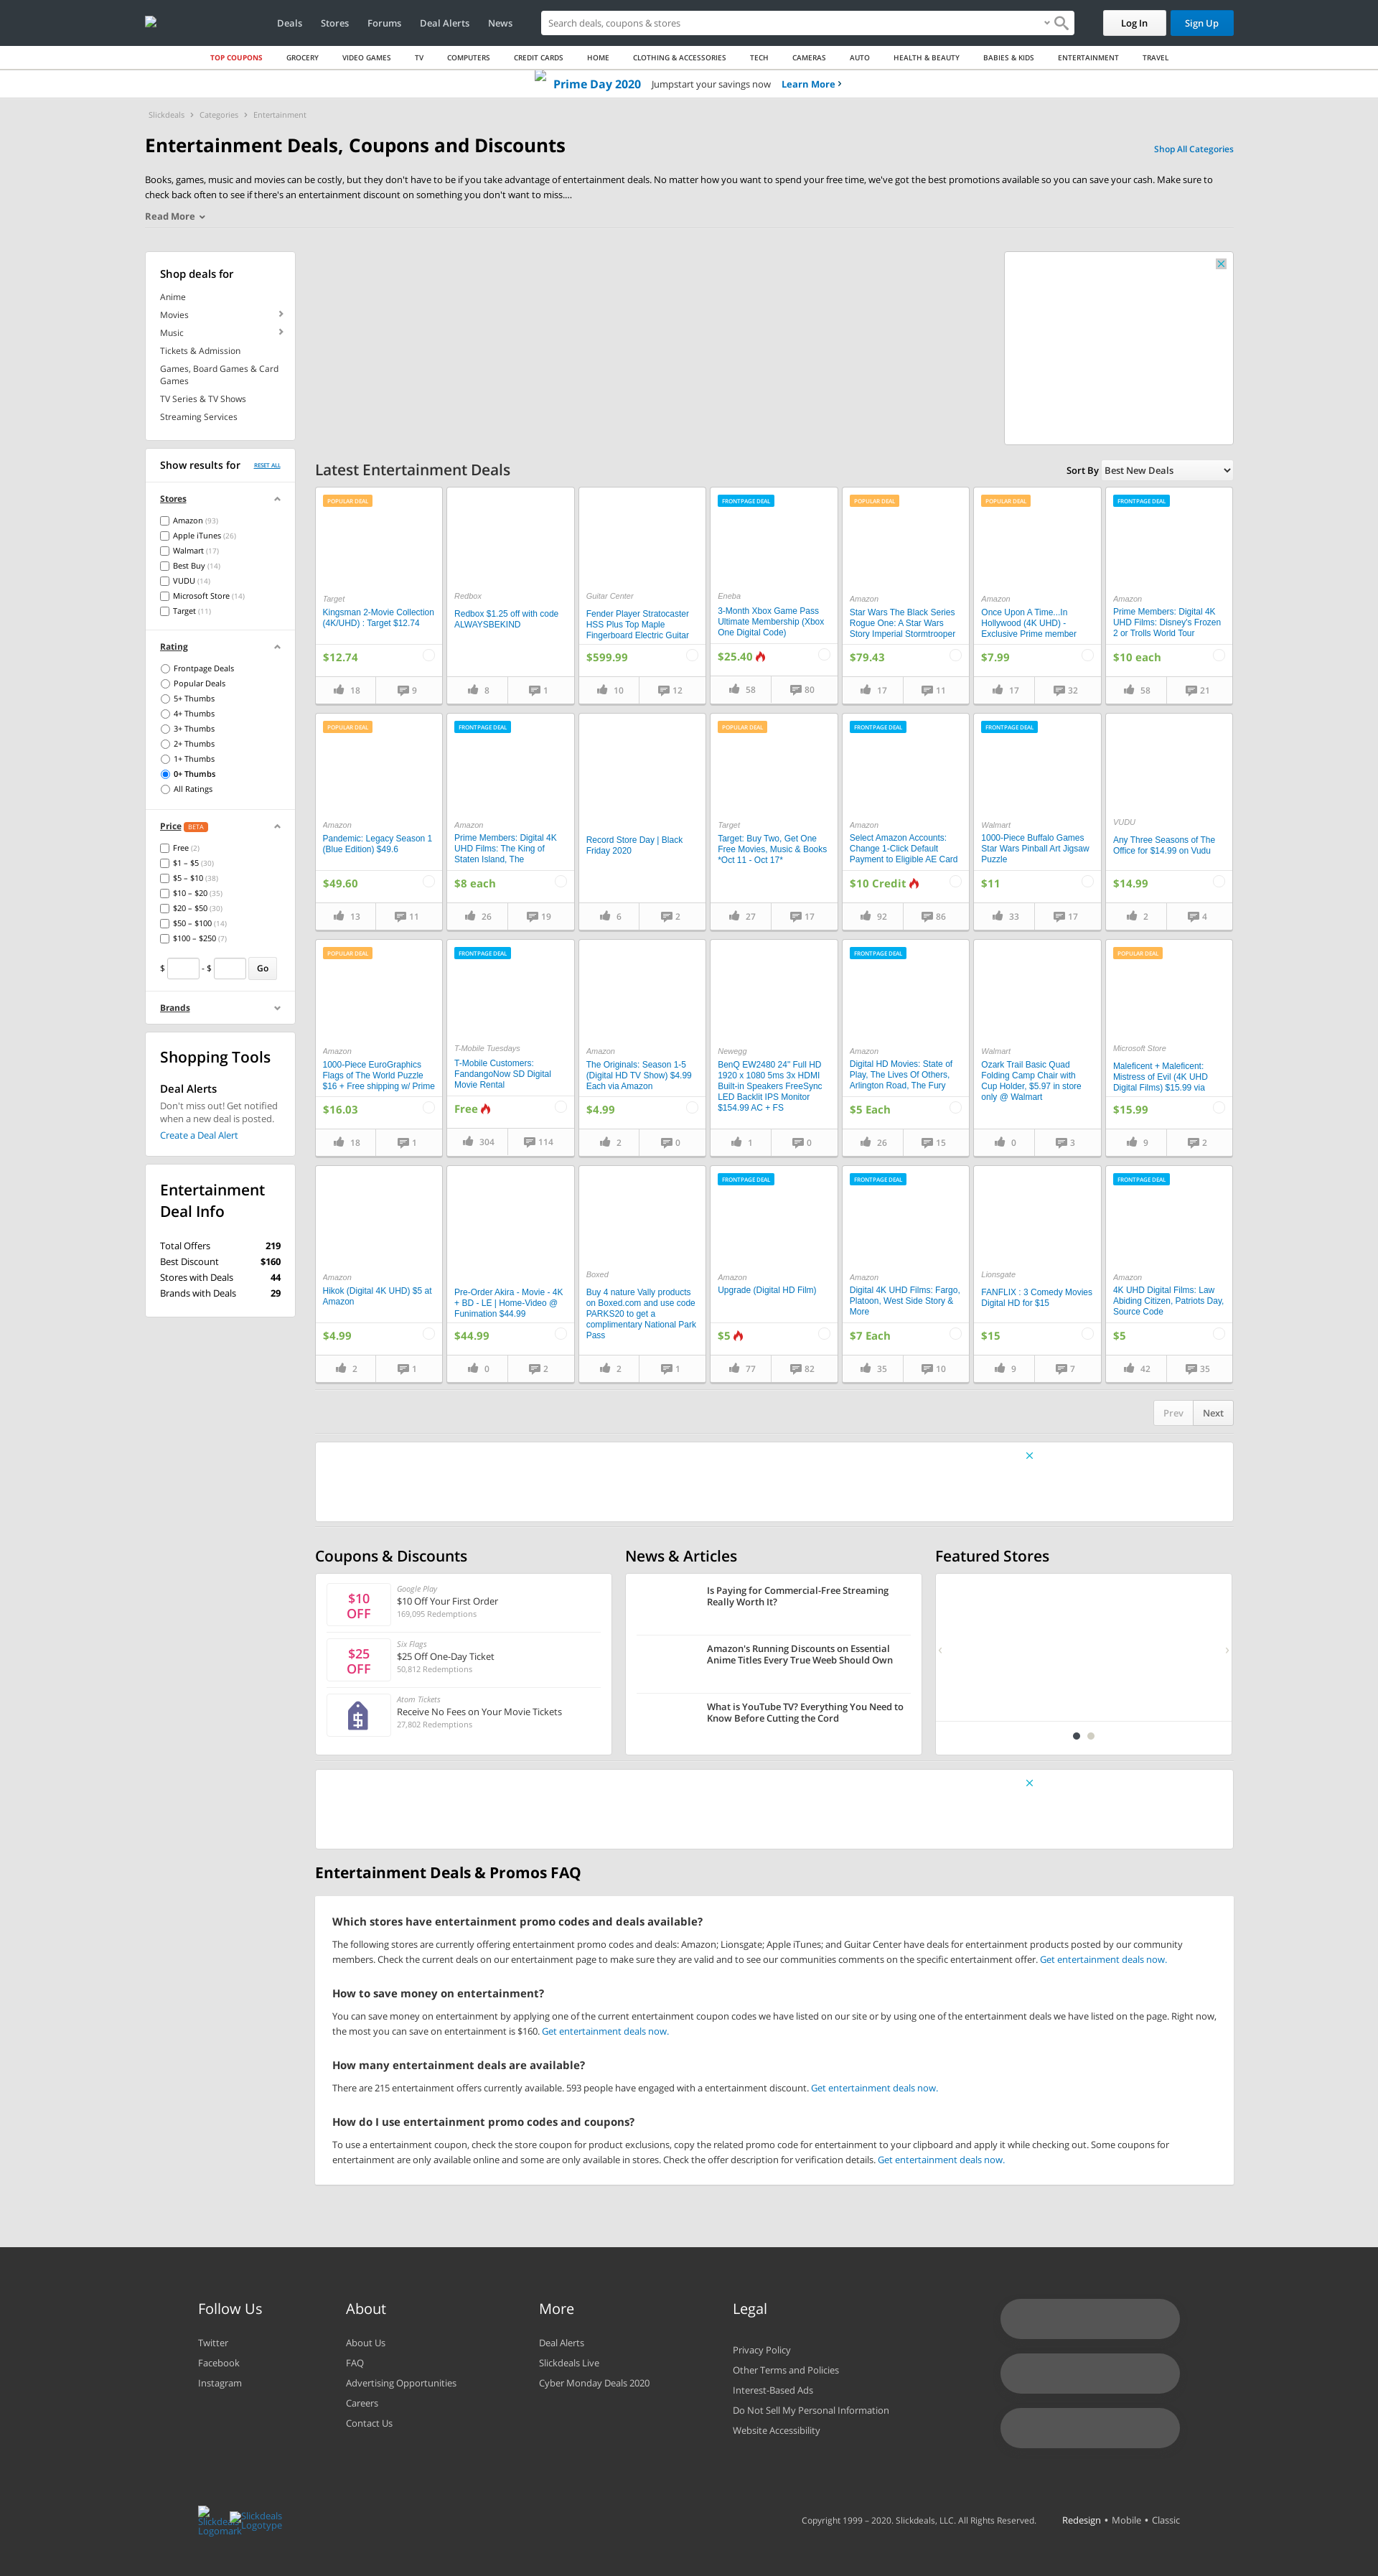 Deals Stores Forums Deal Alerts News
Search deals, coupons & stores
Log In Sign Up
TOP COUPONS GROCERY VIDEO GAMES TV COMPUTERS CREDIT CARDS HOME CLOTHING & ACCESSORIES TECH CAMERAS AUTO HEALTH & BEAUTY BABIES & KIDS ENTERTAINMENT TRAVEL
Prime Day 2020 Jumpstart your savings now Learn More
Slickdeals Categories Entertainment
Entertainment Deals, Coupons and Discounts
Shop All Categories
Books, games, music and movies can be costly, but they don't have to be if you take advantage of entertainment deals. No matter how you want to spend your free time, we've got the best promotions available so you can save your cash. Make sure to
check back often to see if there's an entertainment discount on something you don't want to miss....
Read More
Shop deals for
Anime
Movies
Music
Tickets & Admission
Games, Board Games & Card
Games
TV Series & TV Shows
Streaming Services
Show results for RESET ALL
Stores
Amazon (93)
Apple iTunes (26)
Walmart (17)
Best Buy (14)
VUDU (14)
Microsoft Store (14)
Target (11)
Rating
Frontpage Deals
Popular Deals
5+ Thumbs
4+ Thumbs
3+ Thumbs
2+ Thumbs
1+ Thumbs
0+ Thumbs
All Ratings
Price BETA
Free (2)
$1 – $5 (30)
$5 – $10 (38)
$10 – $20 (35)
$20 – $50 (30)
$50 – $100 (14)
$100 – $250 (7)
$ - $ Go
Brands
Shopping Tools
Deal Alerts
Don't miss out! Get notified
when a new deal is posted.
Create a Deal Alert
Entertainment
Deal Info
Total Offers 219
Best Discount $160
Stores with Deals 44
Brands with Deals 29
Latest Entertainment Deals
Sort By Best New Deals
POPULAR DEAL
Target
Kingsman 2-Movie Collection
(4K/UHD) : Target $12.74
$12.74
18 9
Redbox
Redbox $1.25 off with code
ALWAYSBEKIND
8 1
Guitar Center
Fender Player Stratocaster
HSS Plus Top Maple
Fingerboard Electric Guitar
$599.99
10 12
FRONTPAGE DEAL
Eneba
3-Month Xbox Game Pass
Ultimate Membership (Xbox
One Digital Code)
$25.40
58 80
POPULAR DEAL
Amazon
Star Wars The Black Series
Rogue One: A Star Wars
Story Imperial Stormtrooper
$79.43
17 11
POPULAR DEAL
Amazon
Once Upon A Time...In
Hollywood (4K UHD) -
Exclusive Prime member
$7.99
17 32
FRONTPAGE DEAL
Amazon
Prime Members: Digital 4K
UHD Films: Disney's Frozen
2 or Trolls World Tour
$10 each
58 21
POPULAR DEAL
Amazon
Pandemic: Legacy Season 1
(Blue Edition) $49.6
$49.60
13 11
FRONTPAGE DEAL
Amazon
Prime Members: Digital 4K
UHD Films: The King of
Staten Island, The
$8 each
26 19
Record Store Day | Black
Friday 2020
6 2
POPULAR DEAL
Target
Target: Buy Two, Get One
Free Movies, Music & Books
*Oct 11 - Oct 17*
27 17
FRONTPAGE DEAL
Amazon
Select Amazon Accounts:
Change 1-Click Default
Payment to Eligible AE Card
$10 Credit
92 86
FRONTPAGE DEAL
Walmart
1000-Piece Buffalo Games
Star Wars Pinball Art Jigsaw
Puzzle
$11
33 17
VUDU
Any Three Seasons of The
Office for $14.99 on Vudu
$14.99
2 4
POPULAR DEAL
Amazon
1000-Piece EuroGraphics
Flags of The World Puzzle
$16 + Free shipping w/ Prime
$16.03
18 1
FRONTPAGE DEAL
T-Mobile Tuesdays
T-Mobile Customers:
FandangoNow SD Digital
Movie Rental
Free
304 114
Amazon
The Originals: Season 1-5
(Digital HD TV Show) $4.99
Each via Amazon
$4.99
2 0
Newegg
BenQ EW2480 24" Full HD
1920 x 1080 5ms 3x HDMI
Built-in Speakers FreeSync
LED Backlit IPS Monitor
$154.99 AC + FS
1 0
FRONTPAGE DEAL
Amazon
Digital HD Movies: State of
Play, The Lives Of Others,
Arlington Road, The Fury
$5 Each
26 15
Walmart
Ozark Trail Basic Quad
Folding Camp Chair with
Cup Holder, $5.97 in store
only @ Walmart
0 3
POPULAR DEAL
Microsoft Store
Maleficent + Maleficent:
Mistress of Evil (4K UHD
Digital Films) $15.99 via
$15.99
9 2
Amazon
Hikok (Digital 4K UHD) $5 at
Amazon
$4.99
2 1
Pre-Order Akira - Movie - 4K
+ BD - LE | Home-Video @
Funimation $44.99
$44.99
0 2
Boxed
Buy 4 nature Vally products
on Boxed.com and use code
PARKS20 to get a
complimentary National Park
Pass
2 1
FRONTPAGE DEAL
Amazon
Upgrade (Digital HD Film)
$5
77 82
FRONTPAGE DEAL
Amazon
Digital 4K UHD Films: Fargo,
Platoon, West Side Story &
More
$7 Each
35 10
Lionsgate
FANFLIX : 3 Comedy Movies
Digital HD for $15
$15
9 7
FRONTPAGE DEAL
Amazon
4K UHD Digital Films: Law
Abiding Citizen, Patriots Day,
Source Code
$5
42 35
Prev Next
Coupons & Discounts
$10
OFF
Google Play
$10 Off Your First Order
169,095 Redemptions
$25
OFF
Six Flags
$25 Off One-Day Ticket
50,812 Redemptions
Atom Tickets
Receive No Fees on Your Movie Tickets
27,802 Redemptions
News & Articles
Is Paying for Commercial-Free Streaming
Really Worth It?
Amazon's Running Discounts on Essential
Anime Titles Every True Weeb Should Own
What is YouTube TV? Everything You Need to
Know Before Cutting the Cord
Featured Stores
Entertainment Deals & Promos FAQ
Which stores have entertainment promo codes and deals available?
The following stores are currently offering entertainment promo codes and deals: Amazon; Lionsgate; Apple iTunes; and Guitar Center have deals for entertainment products posted by our community
members. Check the current deals on our entertainment page to make sure they are valid and to see our communities comments on the specific entertainment offer. Get entertainment deals now.
How to save money on entertainment?
You can save money on entertainment by applying one of the current entertainment coupon codes we have listed on our site or by using one of the entertainment deals we have listed on the page. Right now,
the most you can save on entertainment is $160. Get entertainment deals now.
How many entertainment deals are available?
There are 215 entertainment offers currently available. 593 people have engaged with a entertainment discount. Get entertainment deals now.
How do I use entertainment promo codes and coupons?
To use a entertainment coupon, check the store coupon for product exclusions, copy the related promo code for entertainment to your clipboard and apply it while checking out. Some coupons for
entertainment are only available online and some are only available in stores. Check the offer description for verification details. Get entertainment deals now.
Follow Us
Twitter
Facebook
Instagram
About
About Us
FAQ
Advertising Opportunities
Careers
Contact Us
More
Deal Alerts
Slickdeals Live
Cyber Monday Deals 2020
Legal
Privacy Policy
Other Terms and Policies
Interest-Based Ads
Do Not Sell My Personal Information
Website Accessibility
Slickdeals
Logomark
Slickdeals
Logotype
Copyright 1999 – 2020. Slickdeals, LLC. All Rights Reserved.
Redesign • Mobile • Classic